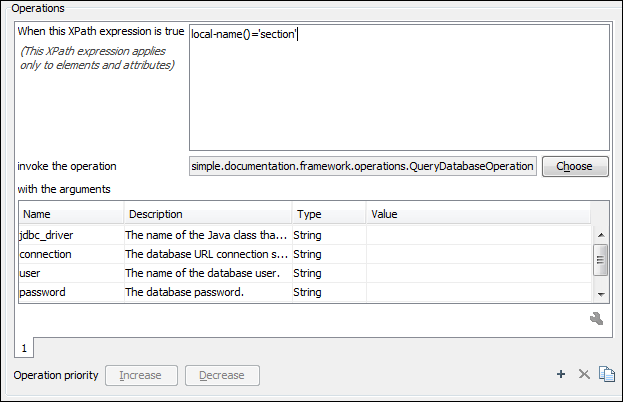 Operations
When this XPath expression is true
local-name()='section'
(This XPath expression applies
only to elements and attributes)
invoke the operation
simple.documentation.framework.operations.QueryDatabaseOperation
Choose
with the arguments
Name Description Type Value
jdbc_driver The name of the Java class tha... String
connection The database URL connection s... String
user The name of the database user. String
password The database password. String
1
Operation priority Increase Decrease